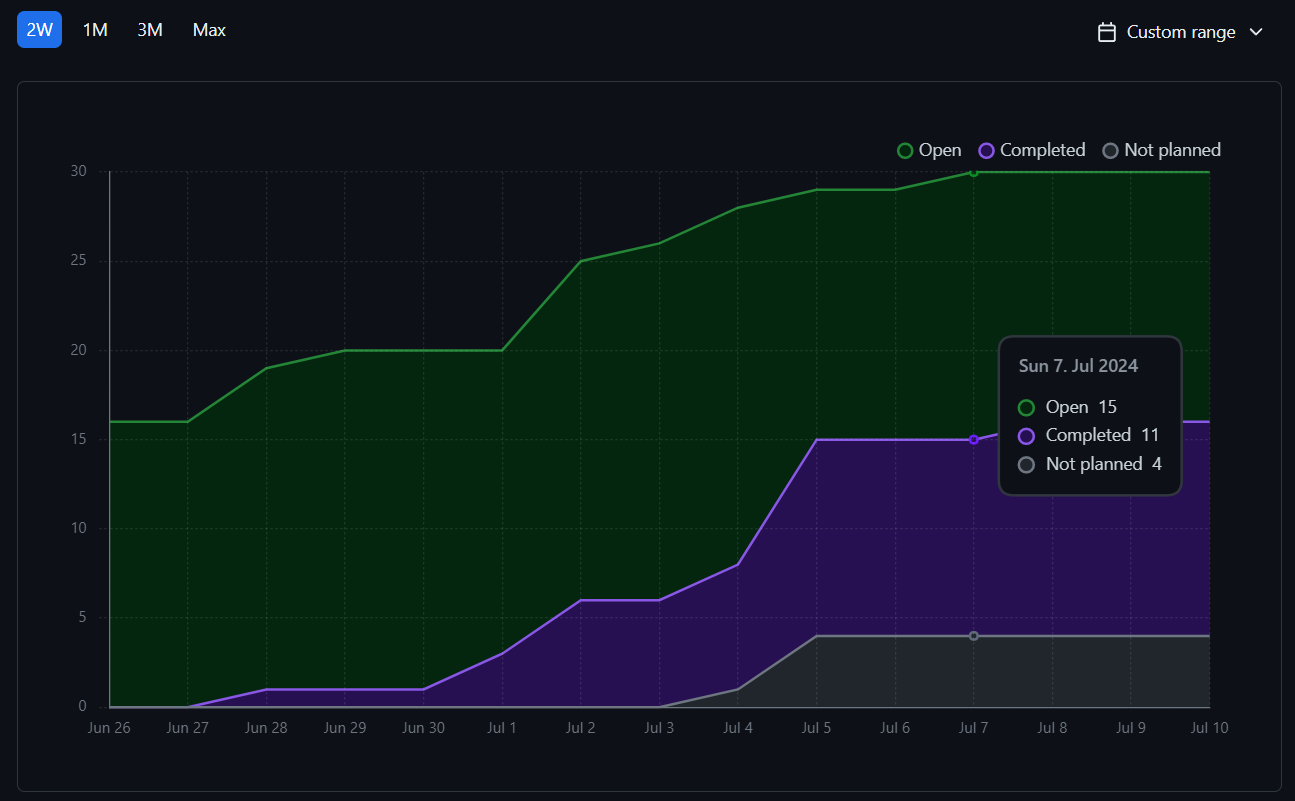 2W 1M 3M Max Custom range
Open Completed Not planned
30
25
20
15
10
5
0
Sun 7. Jul 2024
Open 15
Completed 11
Not planned 4
Jun 26 Jun 27 Jun 28 Jun 29 Jun 30 Jul 1 Jul 2 Jul 3 Jul 4 Jul 5 Jul 6 Jul 7 Jul 8 Jul 9 Jul 10